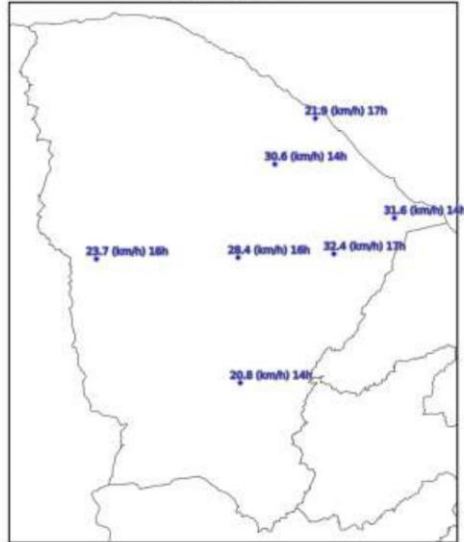 21.9 (km/h) 17h
30.6 (km/h) 14h
31.6 (km/h) 14h
23.7 (km/h) 16h
28.4 (km/h) 16h
32.4 (km/h) 17h
20.8 (km/h) 14h